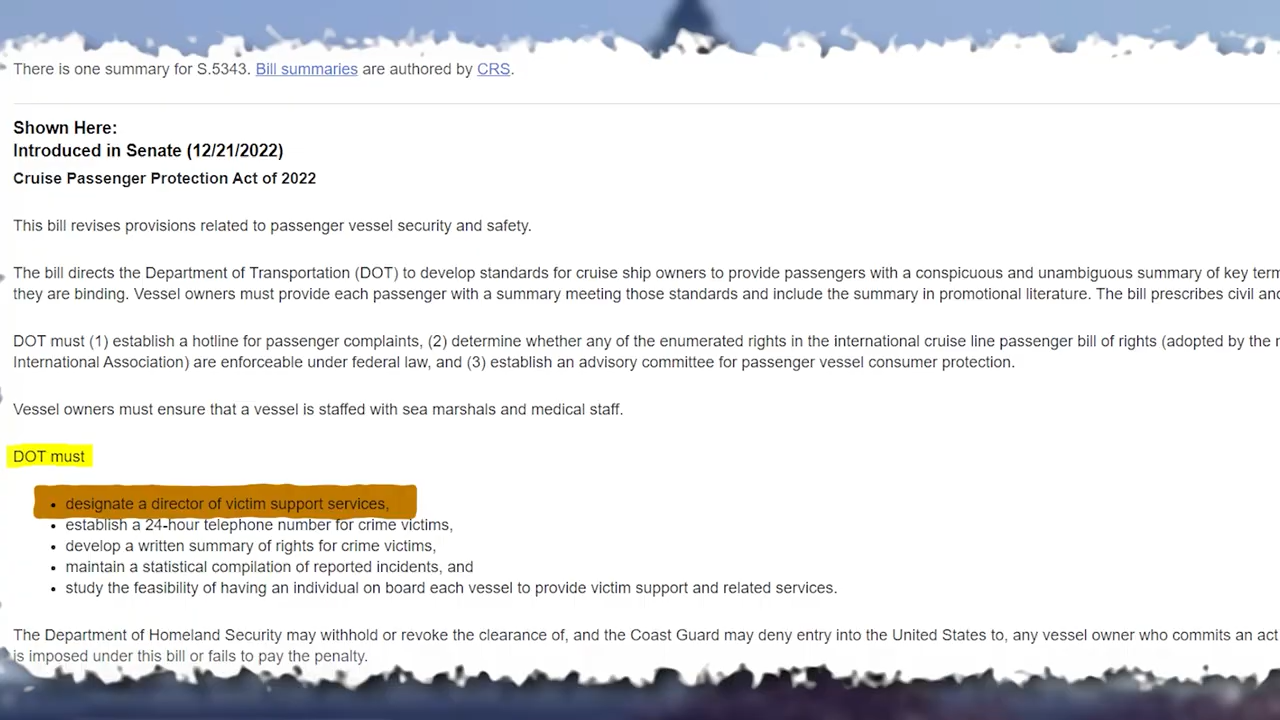 There is one summary for S.5343. Bill summaries are authored by CRS.
Shown Here:
Introduced in Senate (12/21/2022)
Cruise Passenger Protection Act of 2022
This bill revises provisions related to passenger vessel security and safety.
The bill directs the Department of Transportation (DOT) to develop standards for cruise ship owners to provide passengers with a conspicuous and unambiguous summary of key
they are binding. Vessel owners must provide each passenger with a summary meeting those standards and include the summary in promotional literature. The bill prescribes civil
DOT must (1) establish a hotline for passenger complaints, (2) determine whether any of the enumerated rights in the international cruise line passenger bill of rights (adopted by the
International Association) are enforceable under federal law, and (3) establish an advisory committee for passenger vessel consumer protection.
Vessel owners must ensure that a vessel is staffed with sea marshals and medical staff.
DOT must
• designate a director of victim support services,
• establish a 24-hour telephone number for crime victims,
• develop a written summary of rights for crime victims,
• maintain a statistical compilation of reported incidents, and
• study the feasibility of having an individual on board each vessel to provide victim support and related services.
The Department of Homeland Security may withhold or revoke the clearance of, and the Coast Guard may deny entry into the United States to, any vessel owner who commits an act
is imposed under this bill or fails to pay the penalty.